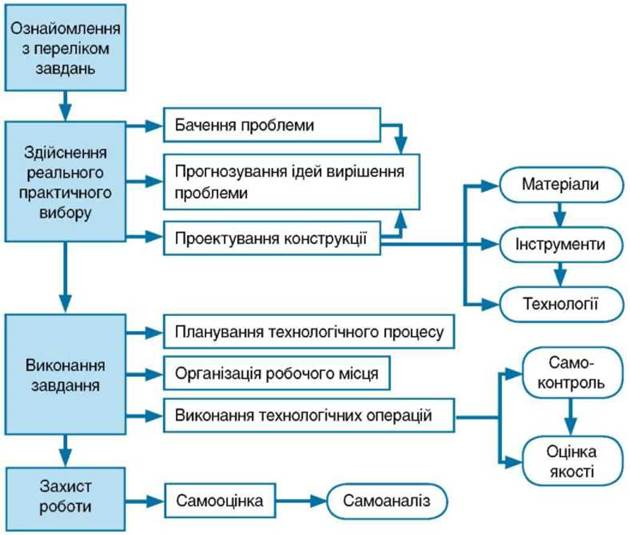 Ознайомлення
з переліком
завдань
Здійснення
реального
практичного
вибору
Бачення проблеми
Прогнозування ідей вирішення
проблеми
Проектування конструкції
Матеріали
Інструменти
Технології
Виконання
завдання
Планування технологічного процесу
Організація робочого місця
Виконання технологічних операцій
Само-
контроль
Оцінка
якості
Захист
роботи
Самооцінка
Самоаналіз